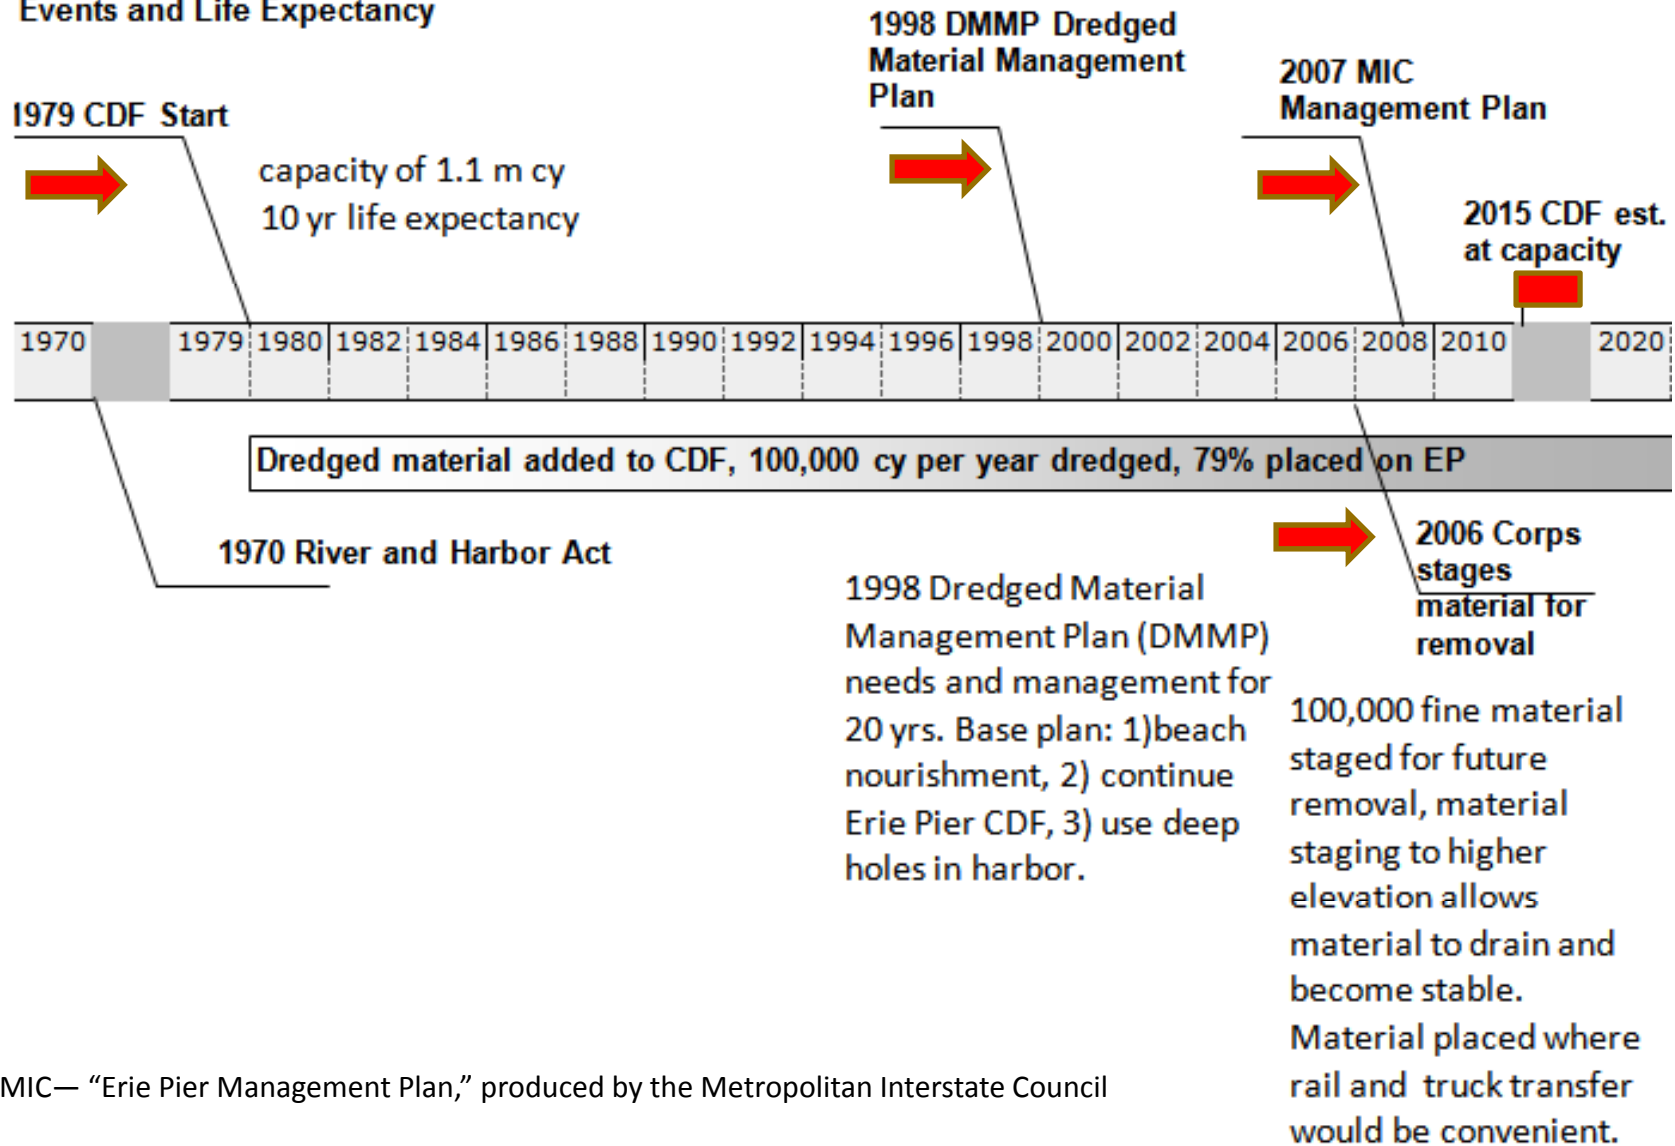 Events and Life Expectancy
1998 DMMP Dredged
Material Management
Plan
2007 MIC
Management Plan
1979 CDF Start
capacity of 1.1 m cy
10 yr life expectancy
2015 CDF est.
at capacity
1970 1979 1980 1982 1984 1986 1988 1990 1992 1994 1996 1998 2000 2002 2004 2006 2008 2010 2020
Dredged material added to CDF, 100,000 cy per year dredged, 79% placed on EP
1970 River and Harbor Act
2006 Corps
stages
material for
removal
1998 Dredged Material
Management Plan (DMMP)
needs and management for
20 yrs. Base plan: 1)beach
nourishment, 2) continue
Erie Pier CDF, 3) use deep
holes in harbor.
100,000 fine material
staged for future
removal, material
staging to higher
elevation allows
material to drain and
become stable.
Material placed where
rail and truck transfer
would be convenient.
MIC— “Erie Pier Management Plan,” produced by the Metropolitan Interstate Council